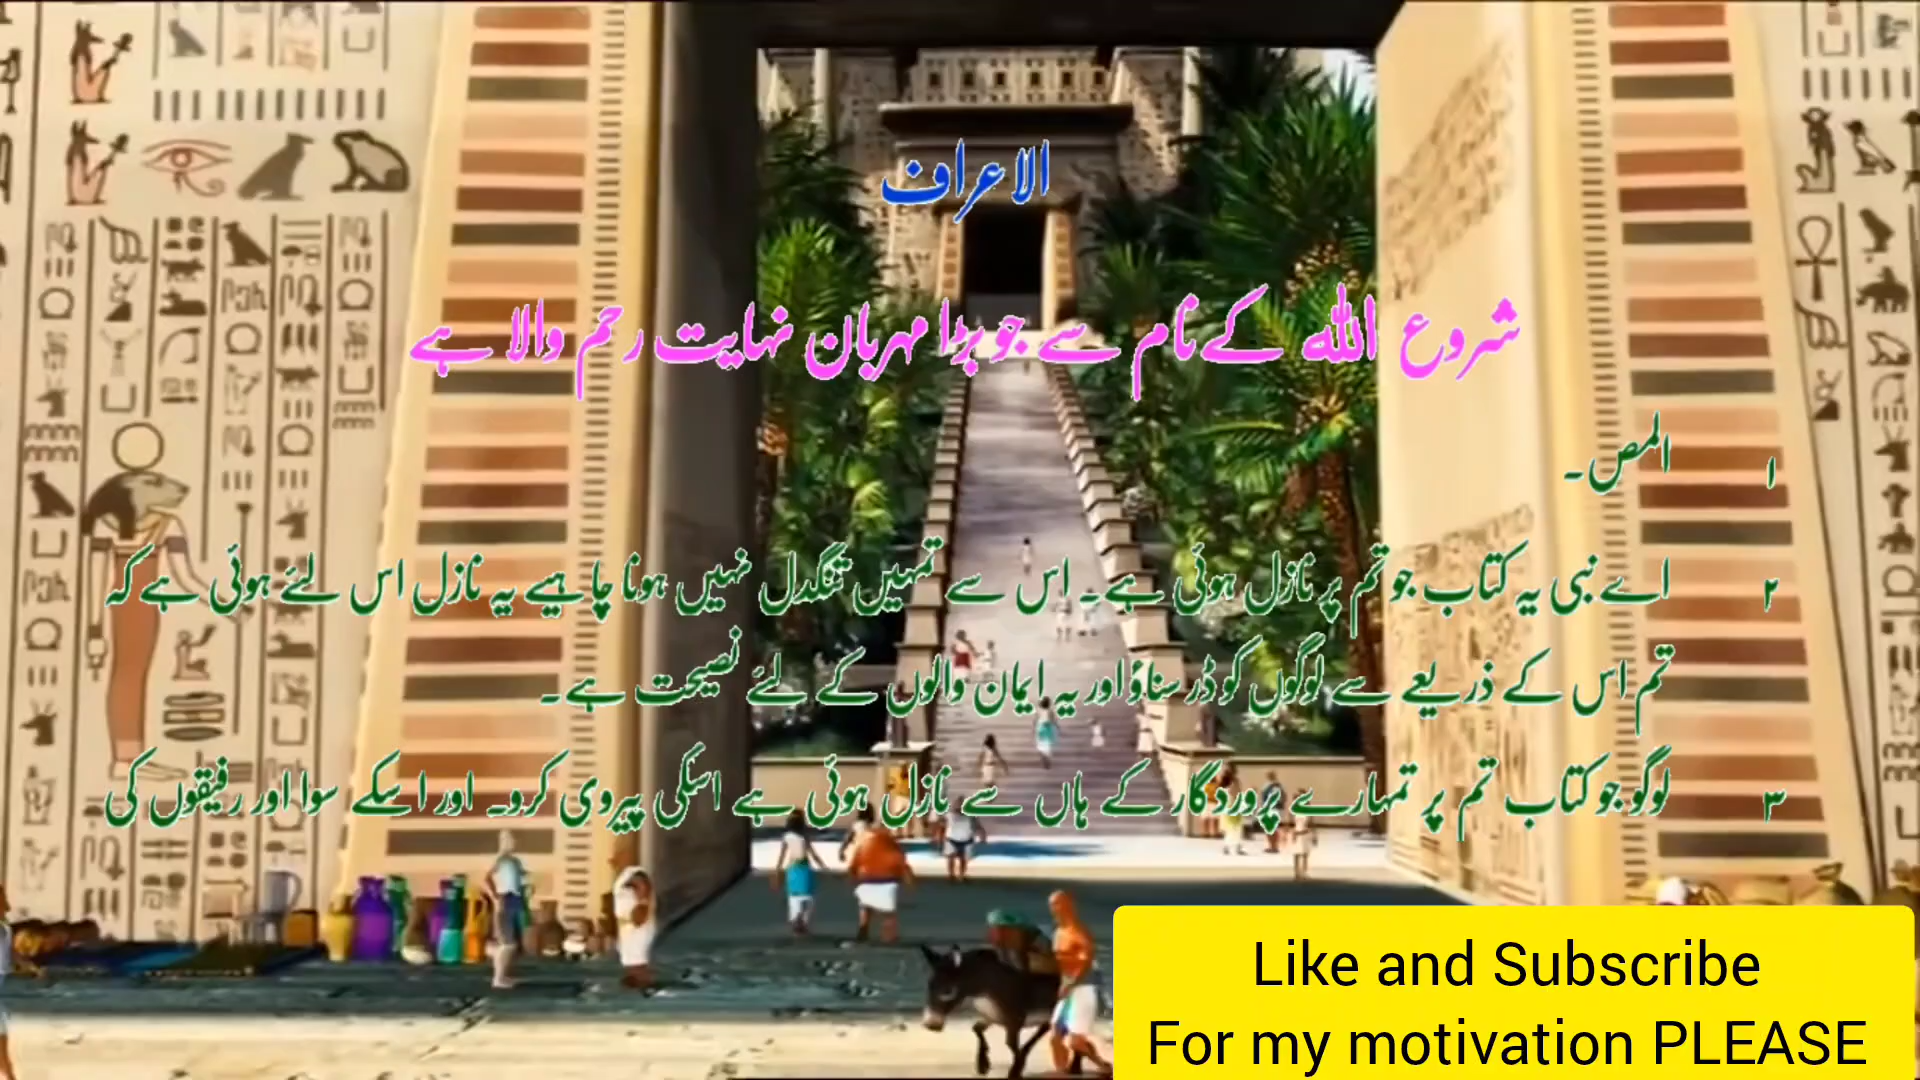 الاعراف
شروع اللہ کے نام سے جو بڑا مہربان نہایت رحم والا ہے
۱ المص۔
۲ اے نبی یہ کتاب جو تم پر نازل ہوئی ہے۔ اس سے تمہیں تنگدل نہیں ہونا چاہیے یہ نازل اس لئے ہوئی ہے کہ
تم اس کے ذریعے سے لوگوں کو ڈر سناؤ اور یہ ایمان والوں کے لئے نصیحت ہے۔
۳ لوگو جو کتاب تم پر تمہارے پروردگار کے ہاں سے نازل ہوئی ہے اسکی پیروی کرو۔ اور اسکے سوا اور رفیقوں کی
Like and Subscribe
For my motivation PLEASE